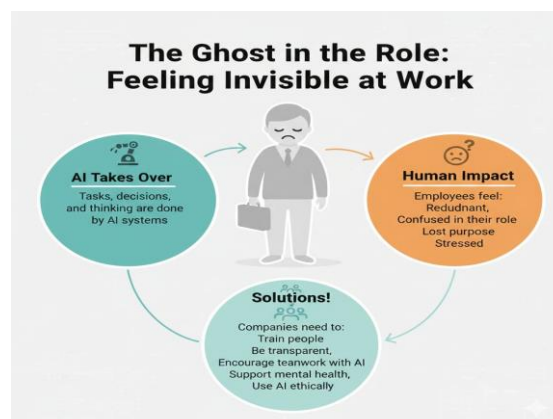 The Ghost in the Role:
Feeling Invisible at Work
AI Takes Over
Tasks, decisions,
and thinking are done
by AI systems
Human Impact
Employees feel:
Redudnant,
Confused in their role
Lost purpose
Stressed
Solutions!
Companies need to:
Train people
Be transparent,
Encourage teanwork with AI
Support mental health,
Use AI ethically